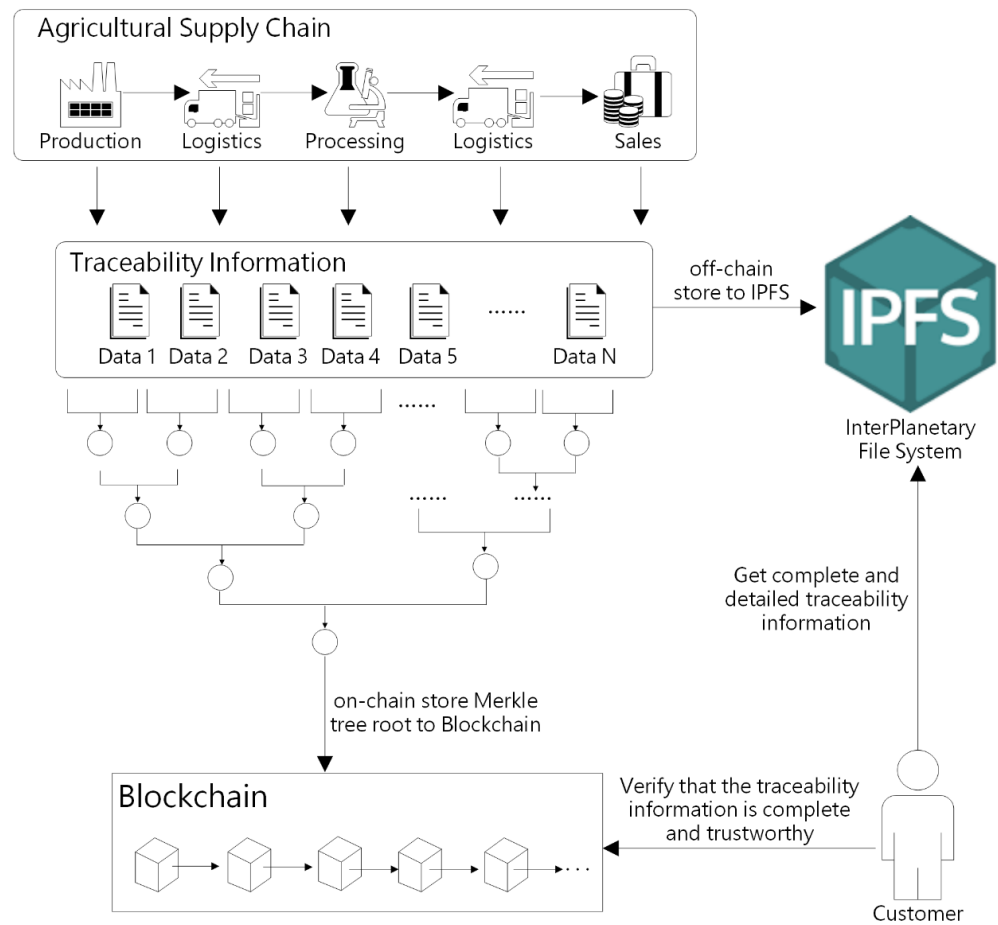 Agricultural Supply Chain
Production
Logistics
Processing
Logistics
Sales
Traceability Information
......
Data 1
Data 2
Data 3
Data 4
Data 5
Data N
off-chain
store to IPFS
IPFS
InterPlanetary
File System
......
......
......
Get complete and
detailed traceability
information
on-chain store Merkle
tree root to Blockchain
Blockchain
...
Verify that the traceability
information is complete
and trustworthy
Customer